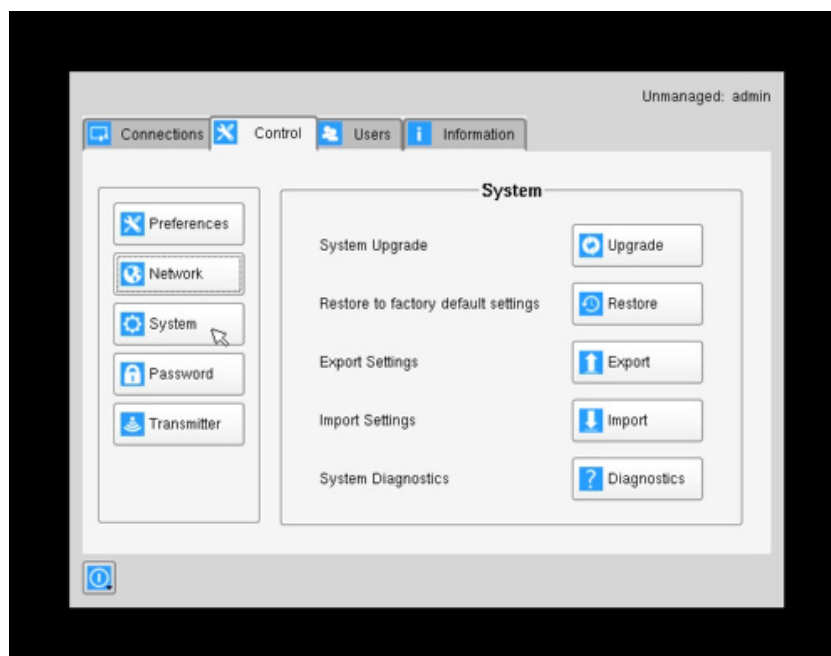 Unmanaged: admin
Connections Control Users Information
System
Preferences
Network
System
Password
Transmitter
System Upgrade Upgrade
Restore to factory default settings Restore
Export Settings Export
Import Settings Import
System Diagnostics Diagnostics